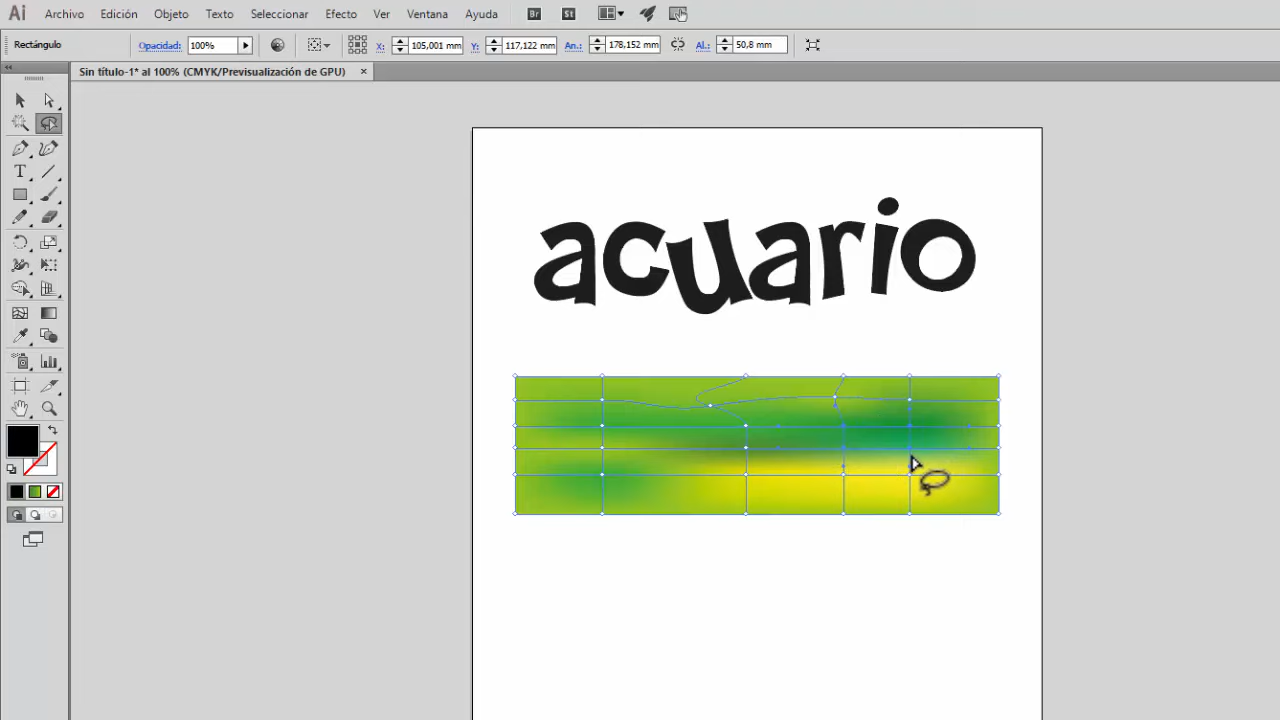 Ai Archivo Edición Objeto Texto Seleccionar Efecto Ver Ventana Ayuda Br St
Rectángulo Opacidad: 100% X: 105,001 mm Y: 117,122 mm An.: 178,152 mm Al.: 50,8 mm
Sin título-1* al 100% (CMYK/Previsualización de GPU) ×
T
acuario